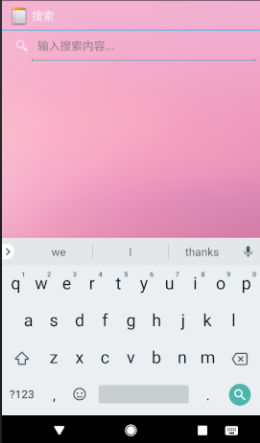 搜索
输入搜索内容...
we I thanks
1 2 3 4 5 6 7 8 9 0
q w e r t y u i o p
a s d f g h j k l
z x c v b n m
?123 , .